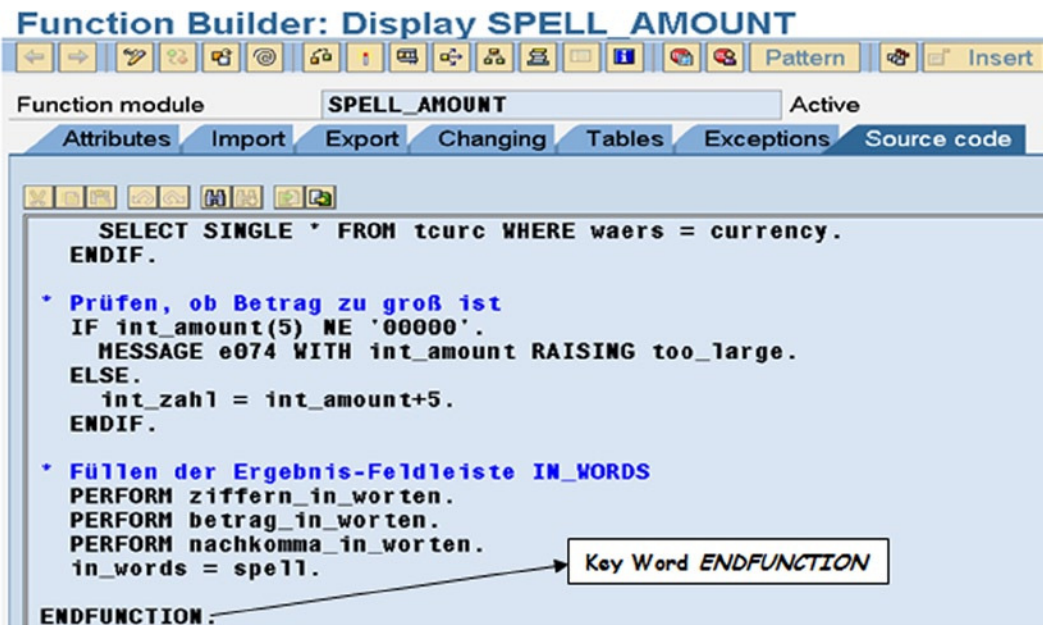 Function Builder: Display SPELL_AMOUNT
Pattern Insert
Function module SPELL_AMOUNT Active
Attributes Import Export Changing Tables Exceptions Source code
SELECT SINGLE * FROM tcurc WHERE waers = currency.
ENDIF.
* Prüfen, ob Betrag zu groß ist
IF int_amount(5) NE '00000'.
MESSAGE e074 WITH int_amount RAISING too_large.
ELSE.
int_zahl = int_amount+5.
ENDIF.
* Füllen der Ergebnis-Feldleiste IN_WORDS
PERFORM ziffern_in_worten.
PERFORM betrag_in_worten.
PERFORM nachkomma_in_worten.
in_words = spell.
Key Word ENDFUNCTION
ENDFUNCTION.